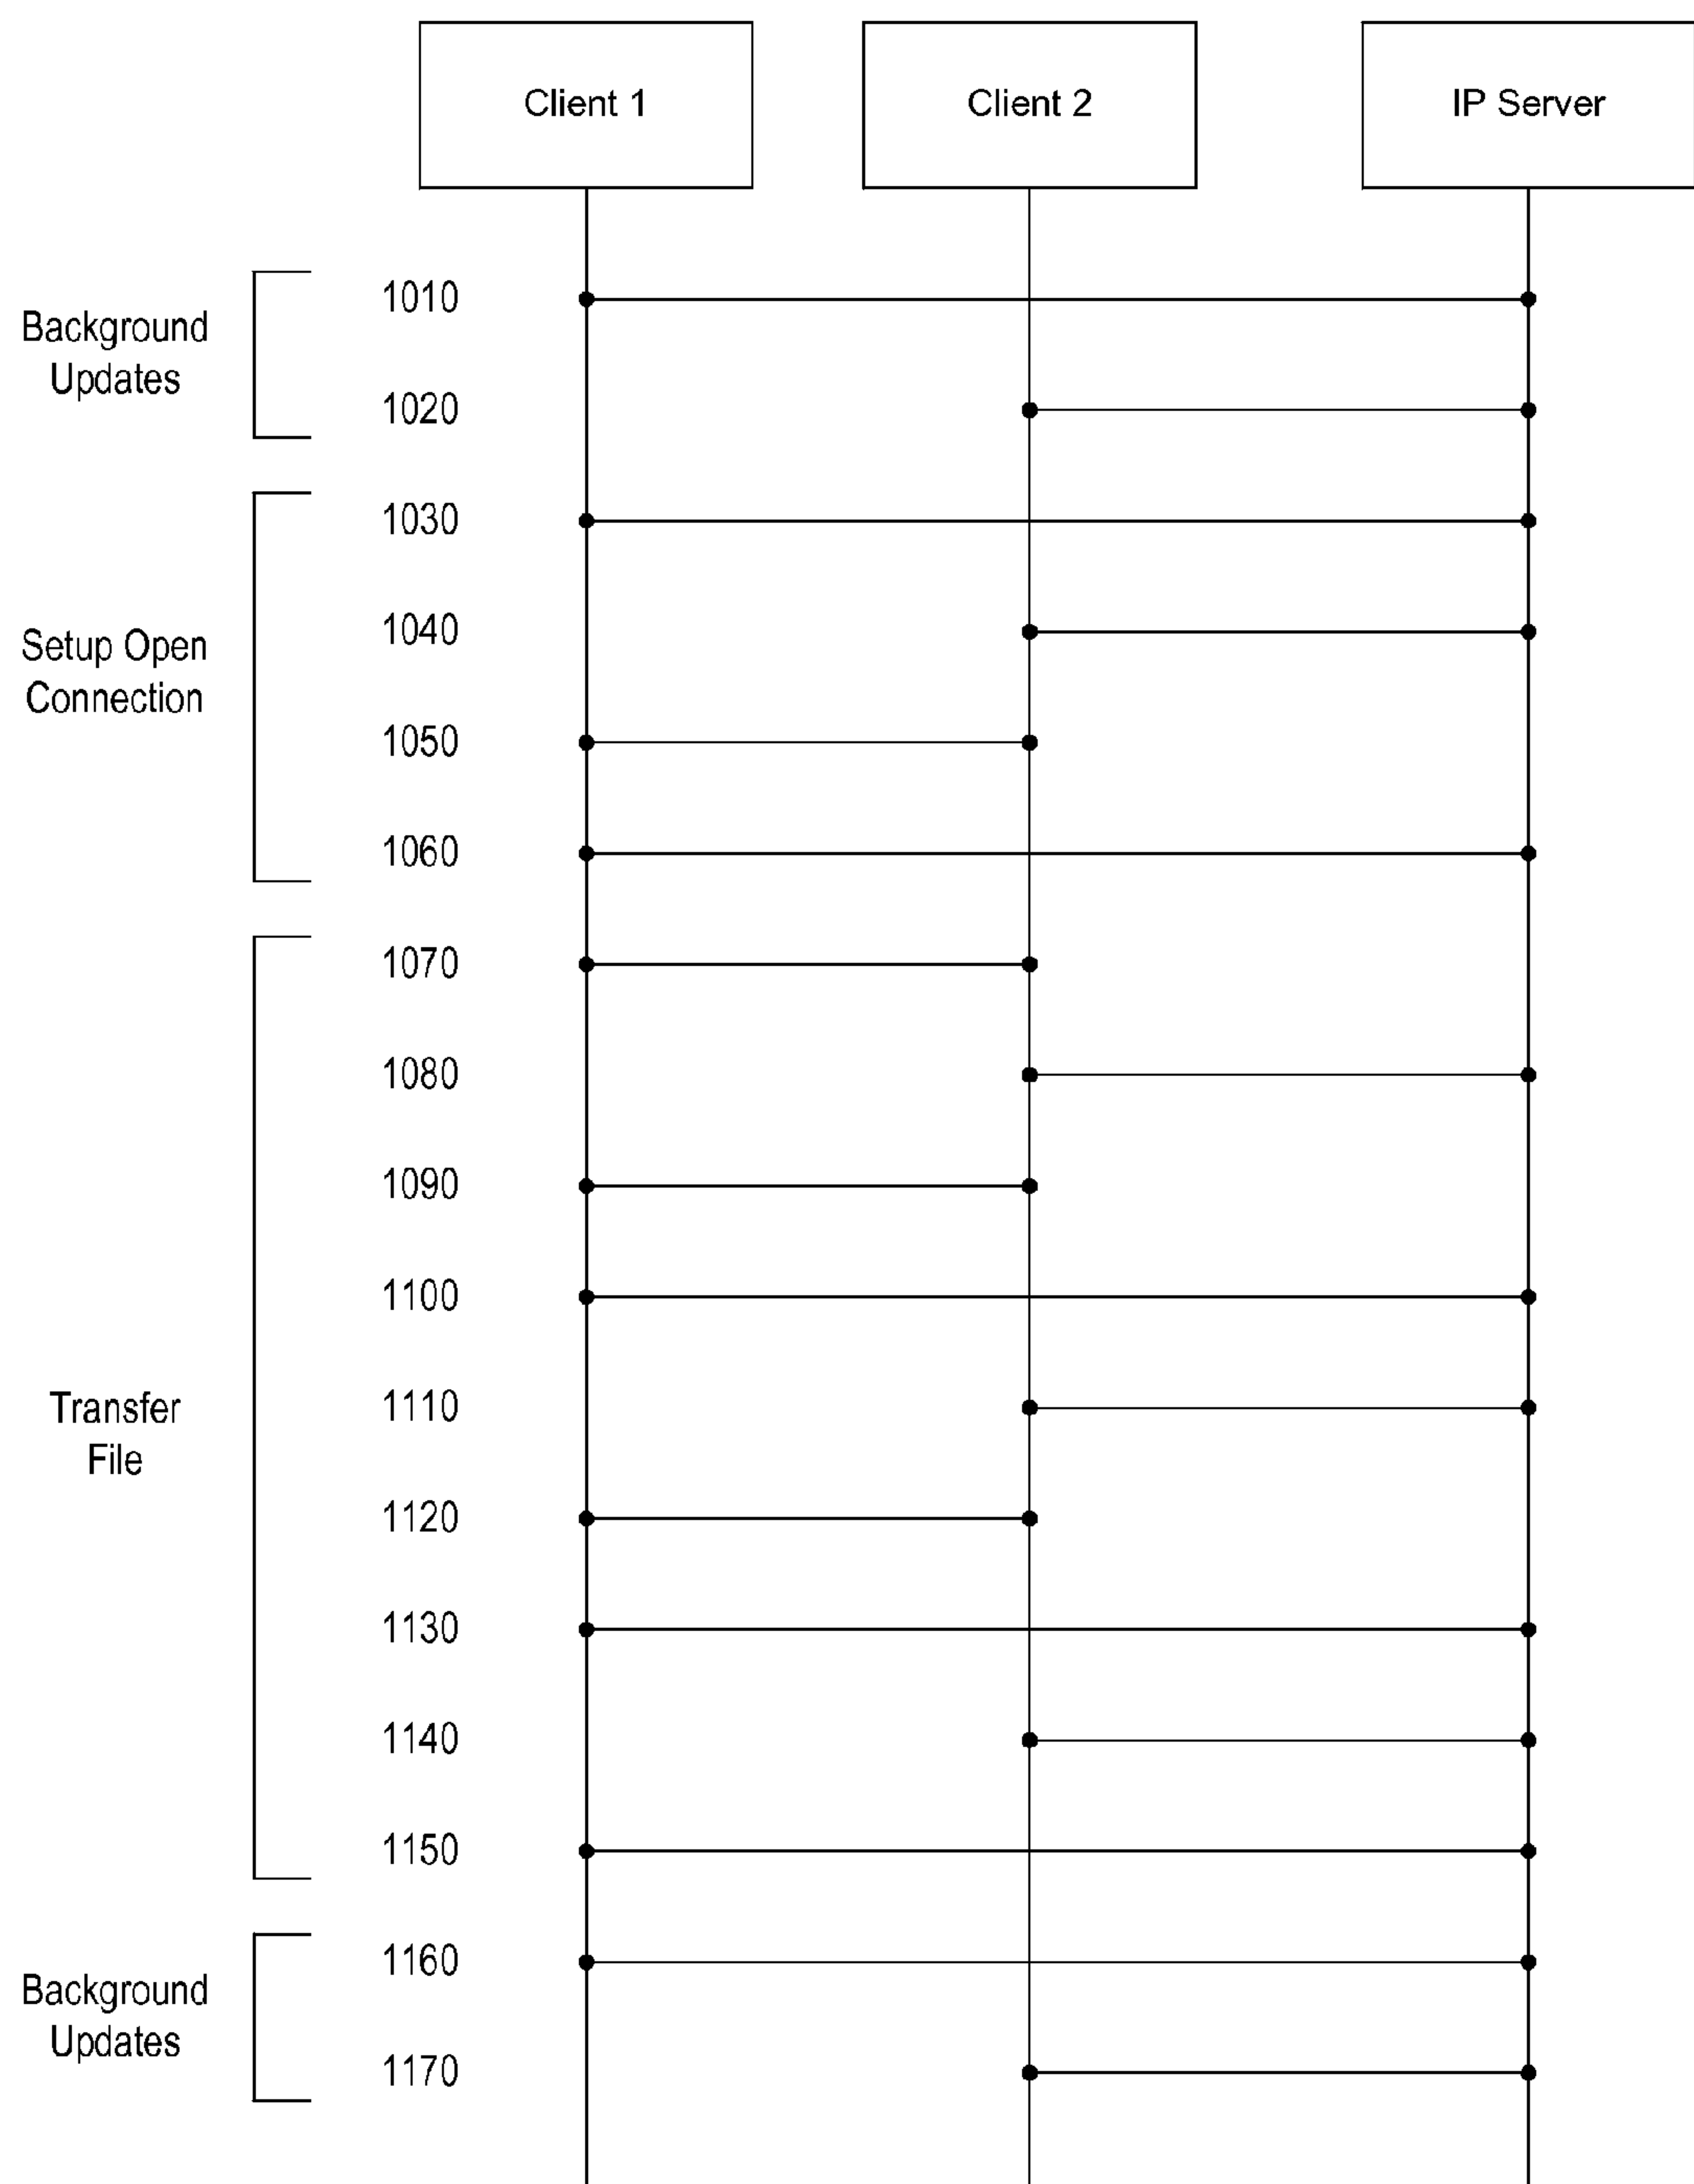 Client 1
Client 2
IP Server
Background
Updates
1010
1020
Setup Open
Connection
1030
1040
1050
1060
Transfer
File
1070
1080
1090
1100
1110
1120
1130
1140
1150
Background
Updates
1160
1170